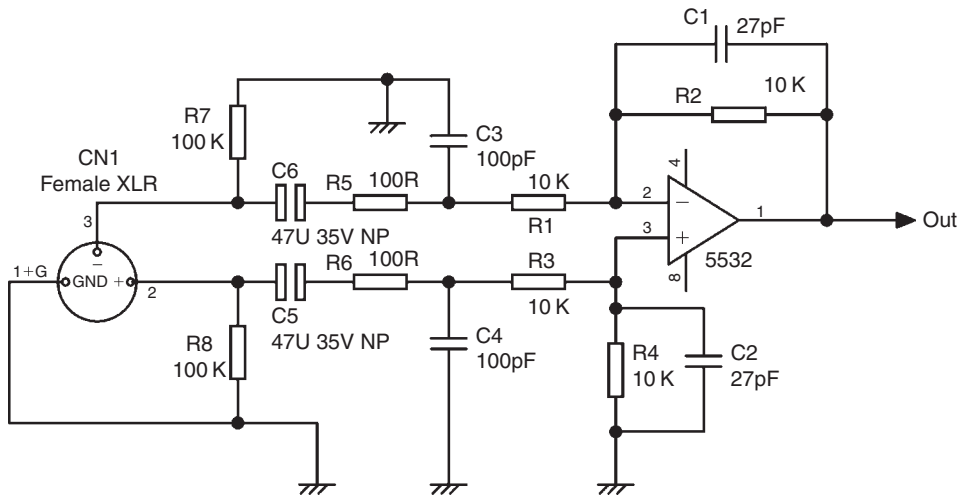 C1
27pF
R2
10 K
R7
100 K
C3
100pF
CN1
Female XLR
C6
R5
100R
10 K
R1
4
2
−
3
+
1
Out
5532
8
47U 35V NP
3
−
1+G
GND +
2
R6
100R
R3
10 K
C5
47U 35V NP
R8
100 K
C4
100pF
R4
10 K
C2
27pF